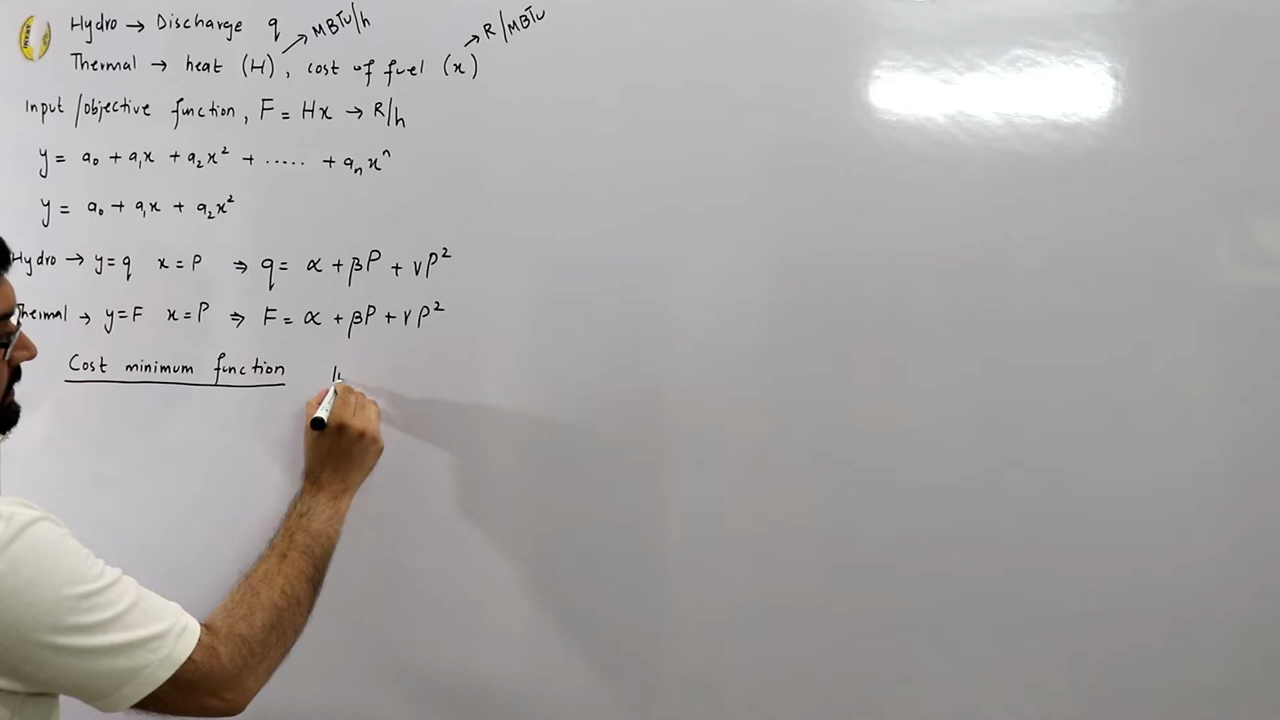 Hydro → Discharge q → MBTU/h → R/MBTU
Thermal → heat (H), cost of fuel (x)
Input/objective function, F = Hx → R/h
y = a₀ + a₁x + a₂x² + ..... + aₙxⁿ
y = a₀ + a₁x + a₂x²
Hydro → y=q x=P ⇒ q = α + βP + γP²
Thermal → y=F x=P ⇒ F = α + βP + γP²
Cost minimum function